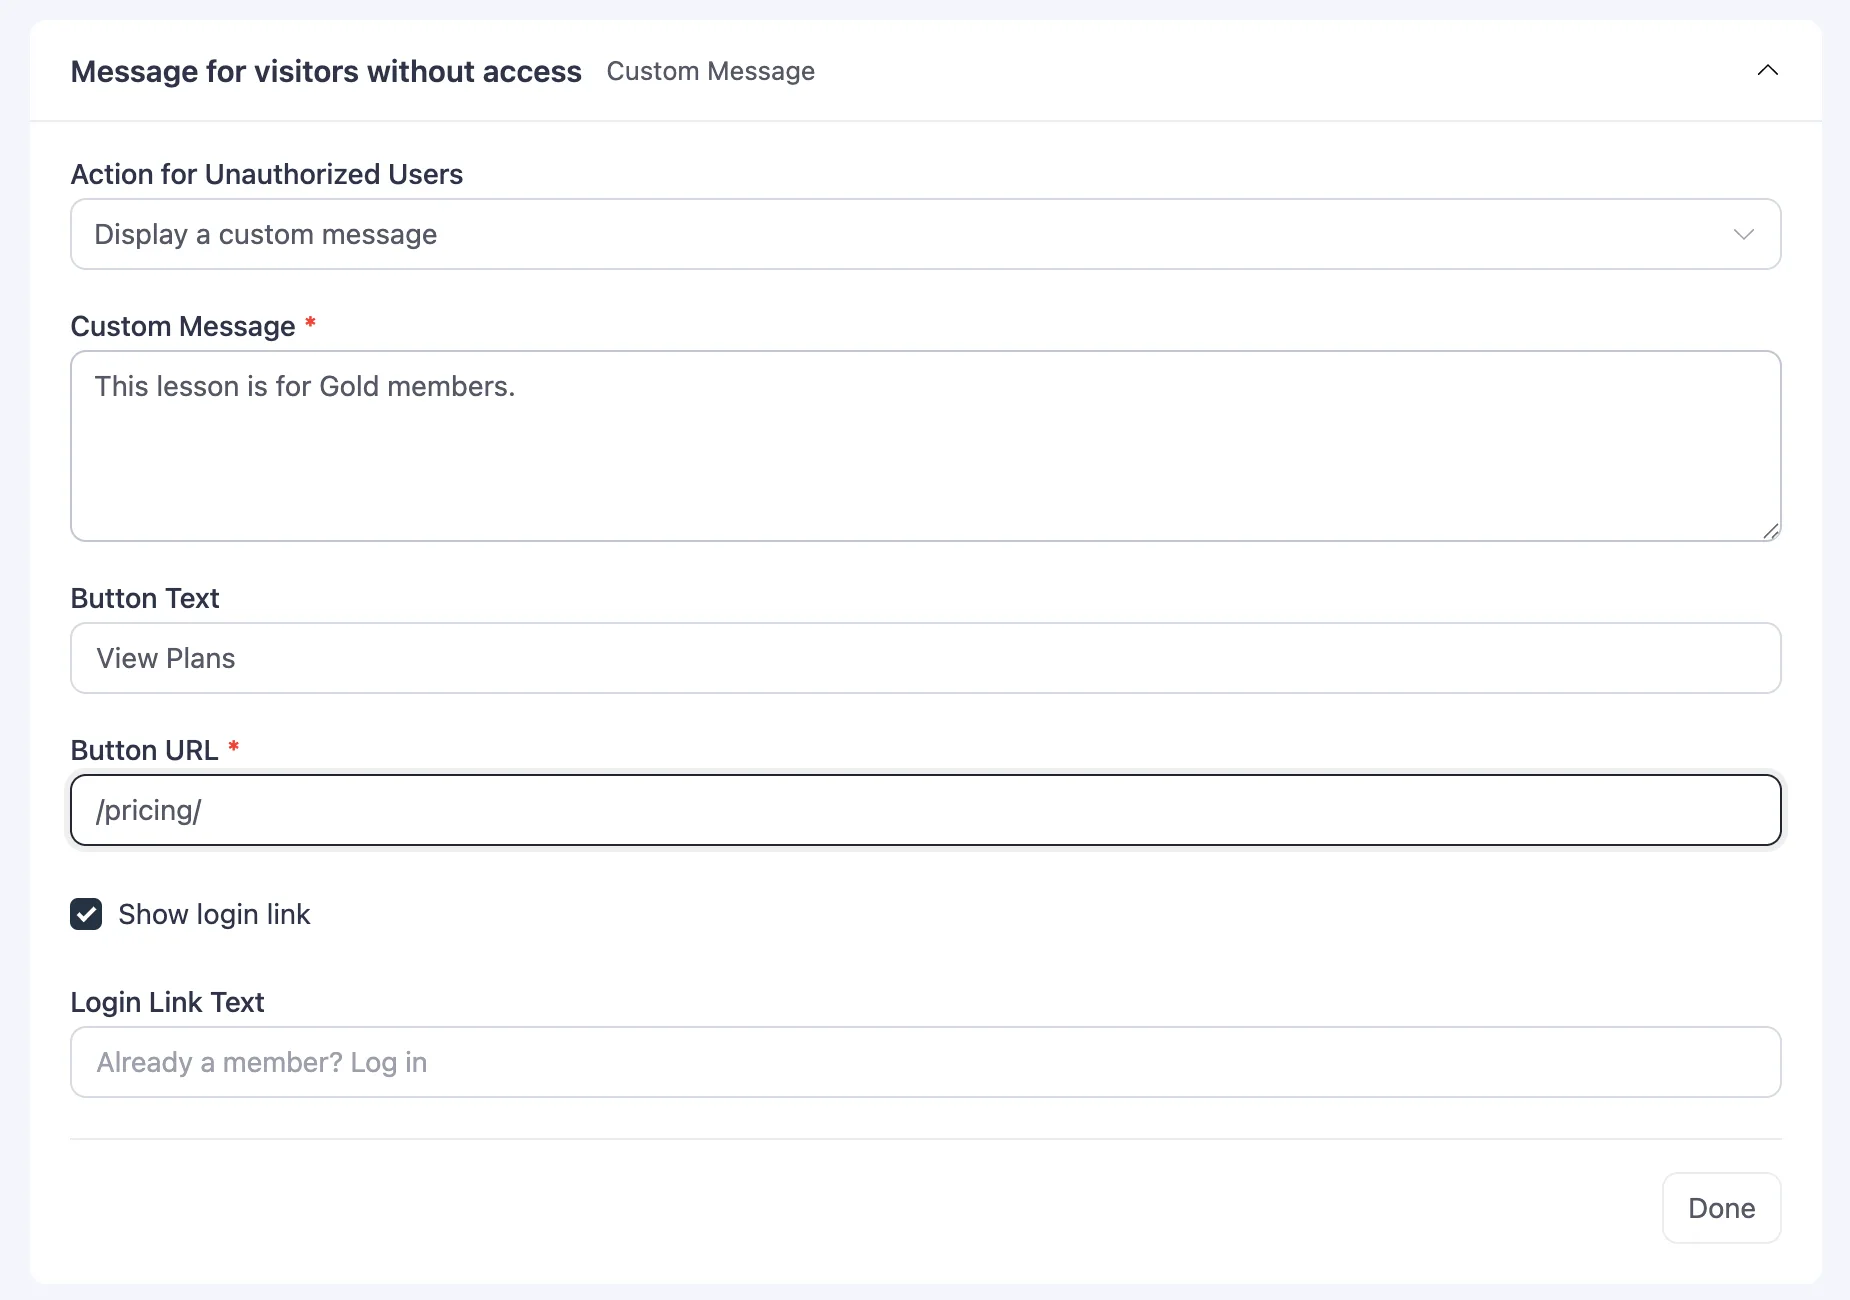 Message for visitors without access Custom Message
Action for Unauthorized Users
Display a custom message
Custom Message *
This lesson is for Gold members.
Button Text
View Plans
Button URL *
/pricing/
Show login link
Login Link Text
Already a member? Log in
Done